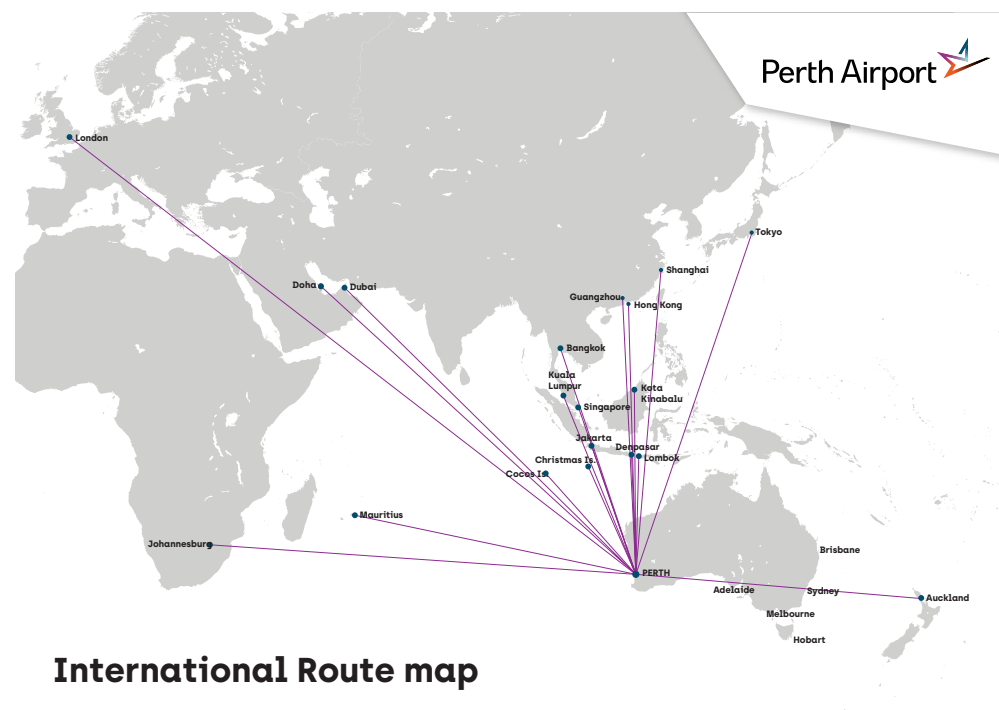 Perth Airport
London
Tokyo
Shanghai
Doha
Dubai
Guangzhou
Hong Kong
Bangkok
Kuala
Lumpur
Kota
Kinabalu
Singapore
Jakarta
Denpasar
Lombok
Christmas Is.
Cocos Is.
Mauritius
Johannesburg
Brisbane
PERTH
Adelaide
Sydney
Auckland
Melbourne
Hobart
International Route map